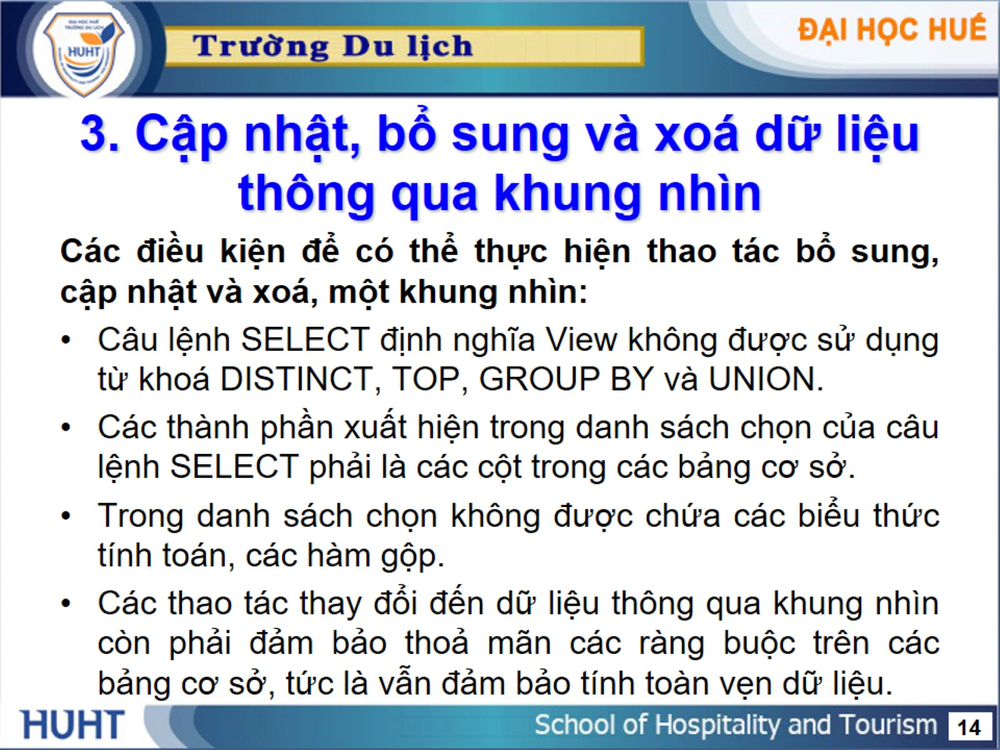 ĐẠI HỌC HUẾ
TRƯỜNG DU LỊCH
HUHT
Trường Du lịch
ĐẠI HỌC HUẾ
3. Cập nhật, bổ sung và xoá dữ liệu
thông qua khung nhìn
Các điều kiện để có thể thực hiện thao tác bổ sung,
cập nhật và xoá, một khung nhìn:
• Câu lệnh SELECT định nghĩa View không được sử dụng
từ khoá DISTINCT, TOP, GROUP BY và UNION.
• Các thành phần xuất hiện trong danh sách chọn của câu
lệnh SELECT phải là các cột trong các bảng cơ sở.
• Trong danh sách chọn không được chứa các biểu thức
tính toán, các hàm gộp.
• Các thao tác thay đổi đến dữ liệu thông qua khung nhìn
còn phải đảm bảo thoả mãn các ràng buộc trên các
bảng cơ sở, tức là vẫn đảm bảo tính toàn vẹn dữ liệu.
HUHT
School of Hospitality and Tourism
14